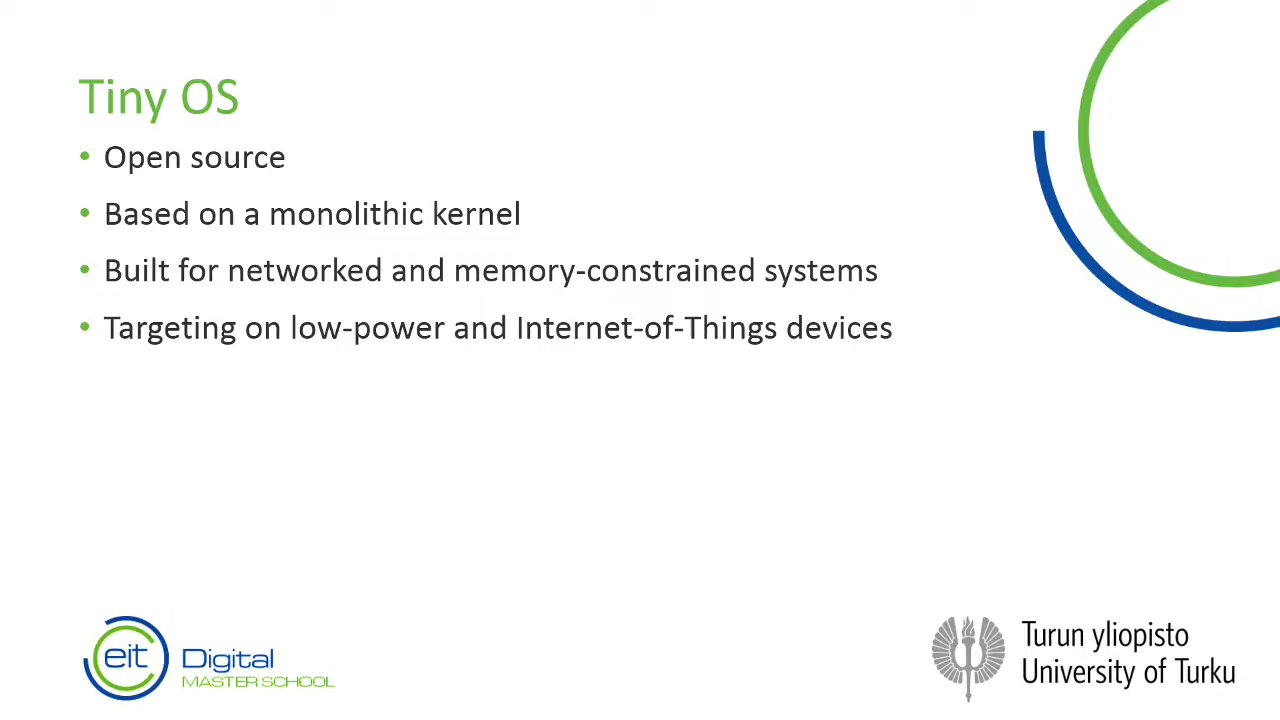 Tiny OS
• Open source
• Based on a monolithic kernel
• Built for networked and memory-constrained systems
• Targeting on low-power and Internet-of-Things devices
eit Digital
MASTER SCHOOL
Turun yliopisto
University of Turku